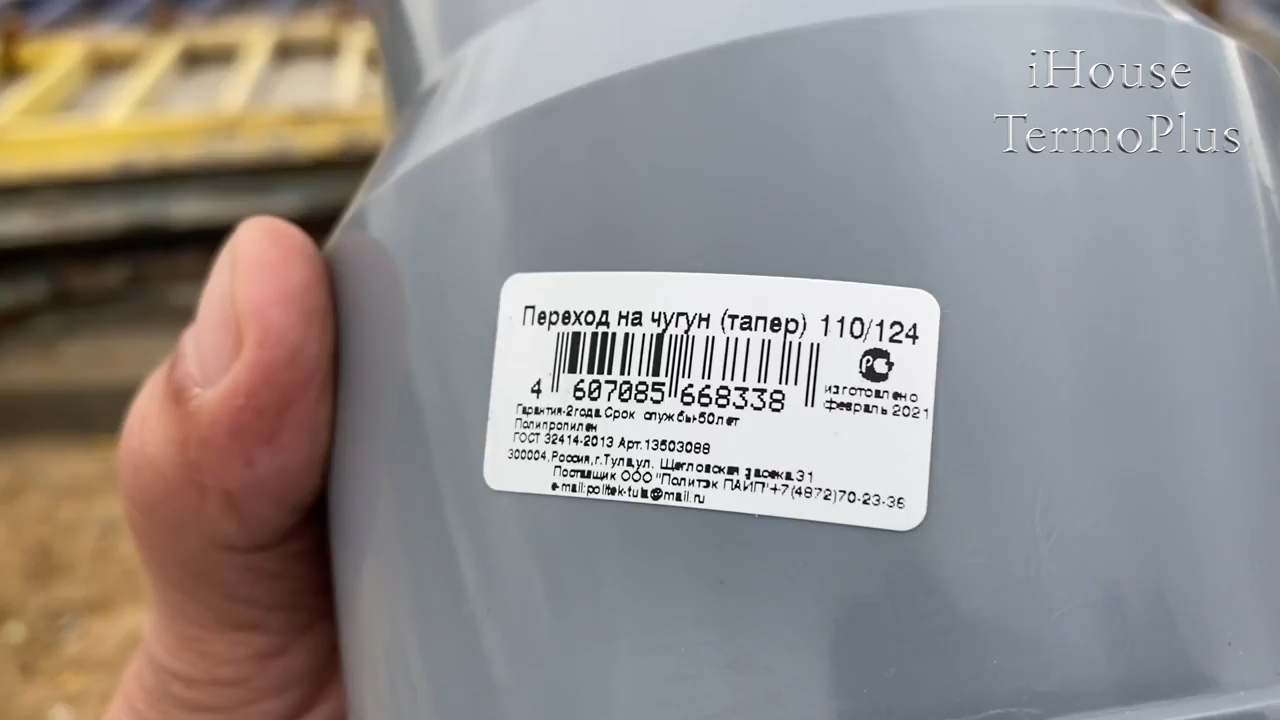 iHouse
TermoPlus
Переход на чугун (тапер) 110/124
4 607085 668338
изготовлено
февраль 2021
Гарантия-2года. Срок службы-50лет
Полипропилен
ГОСТ 32414-2013 Арт.13503088
300004,Россия,г.Тула,ул. Щегловская засека,31
Поставщик ООО "Политэк ПАЙП"+7(4872)70-23-36
e-mail:politek-tula@mail.ru